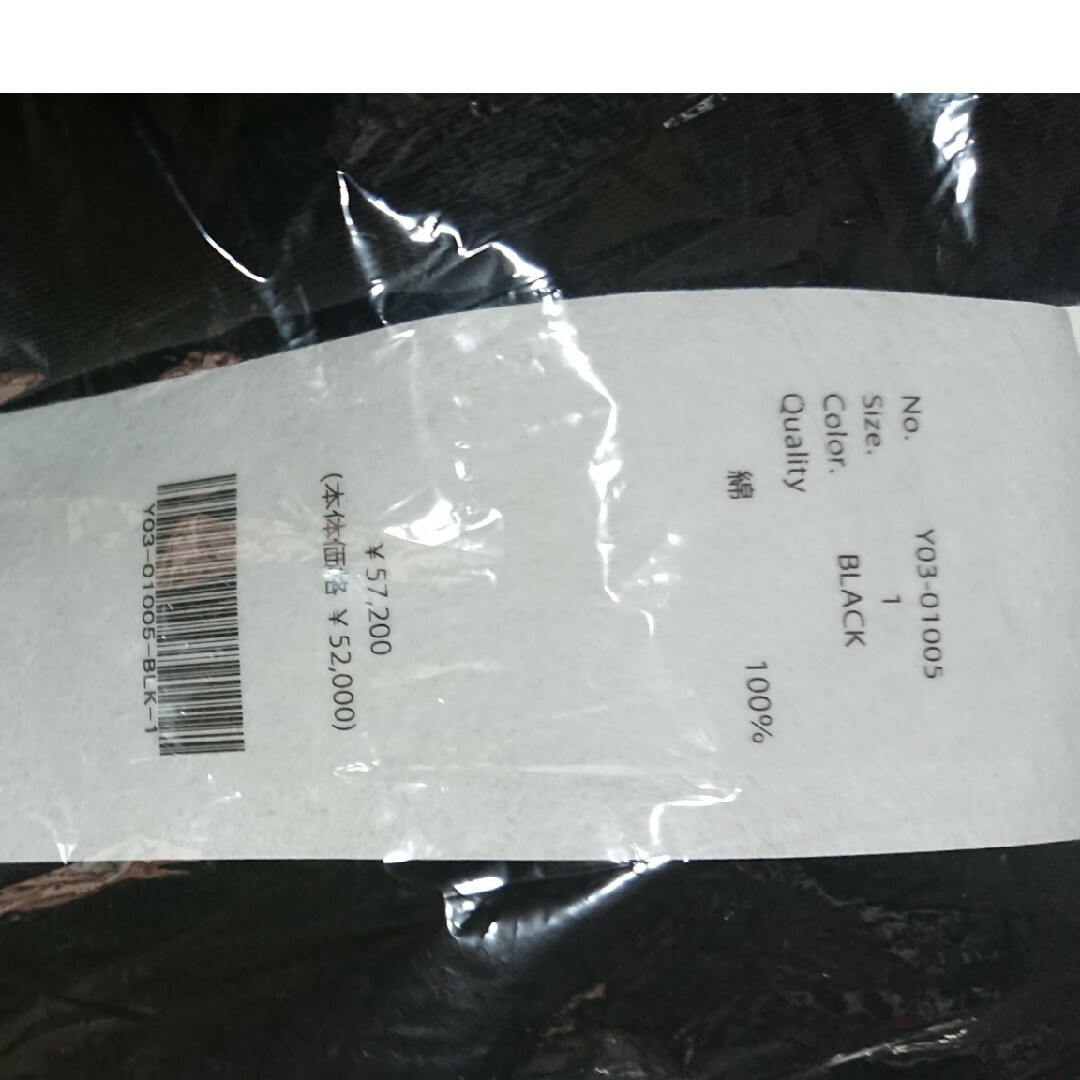 No. Y03-01005
Size. 1
Color. BLACK
Quality
綿 100%
¥57,200
(本体価格 ¥52,000)
Y03-01005-BLK-1